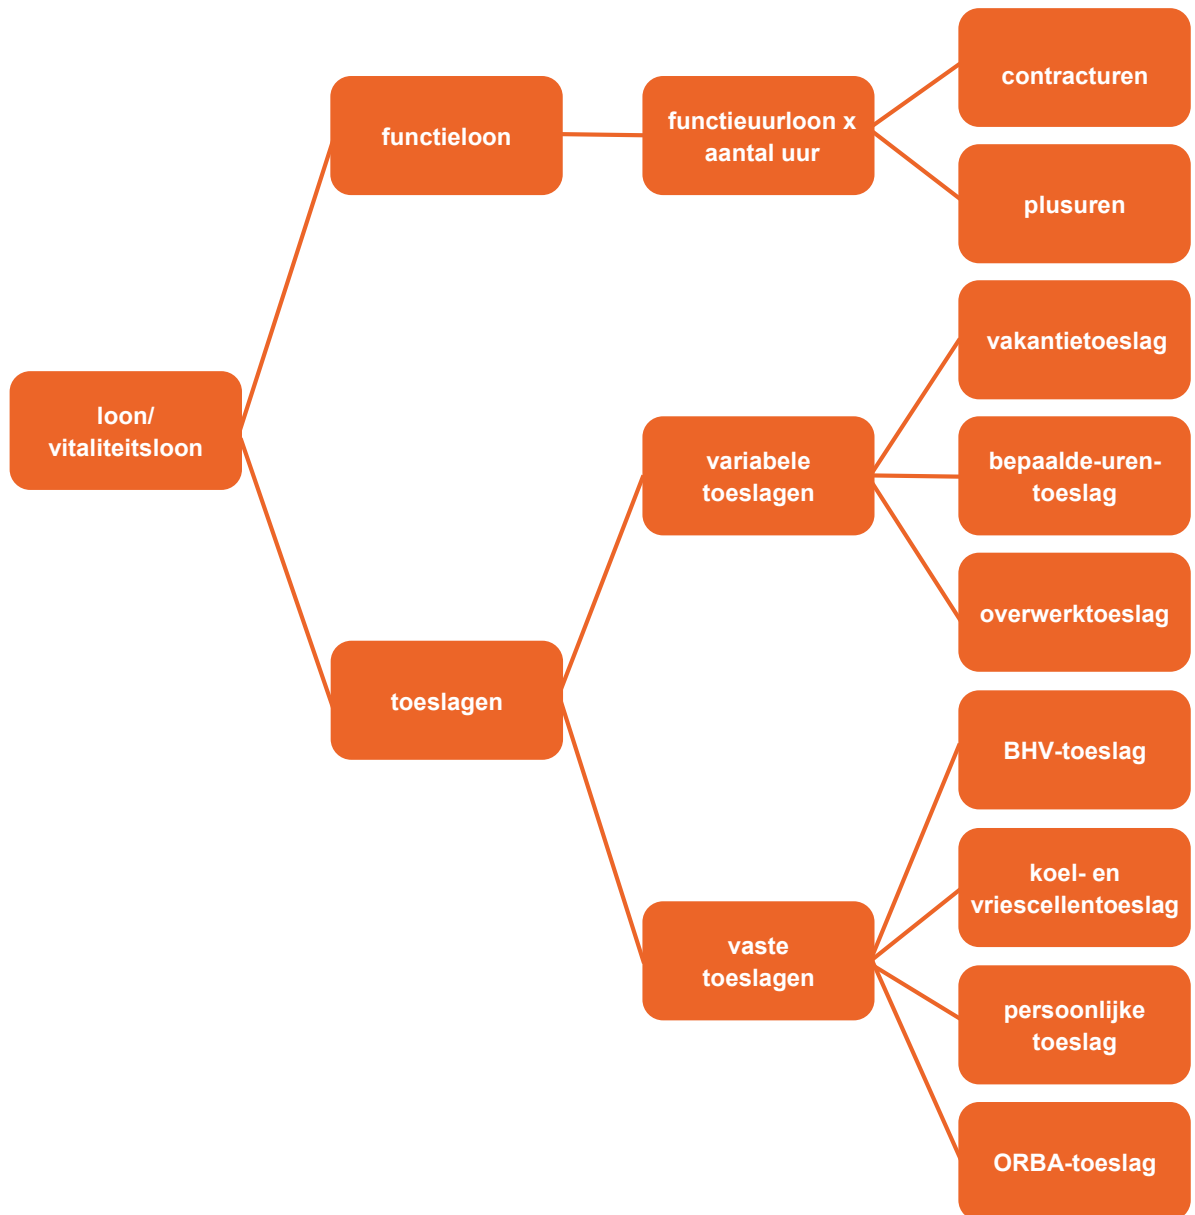 contracturen
functieloon
functieuurloon x
aantal uur
plusuren
vakantietoeslag
loon/
vitaliteitsloon
variabele
toeslagen
bepaalde-uren-
toeslag
overwerktoeslag
toeslagen
BHV-toeslag
koel- en
vriescellentoeslag
vaste
toeslagen
persoonlijke
toeslag
ORBA-toeslag